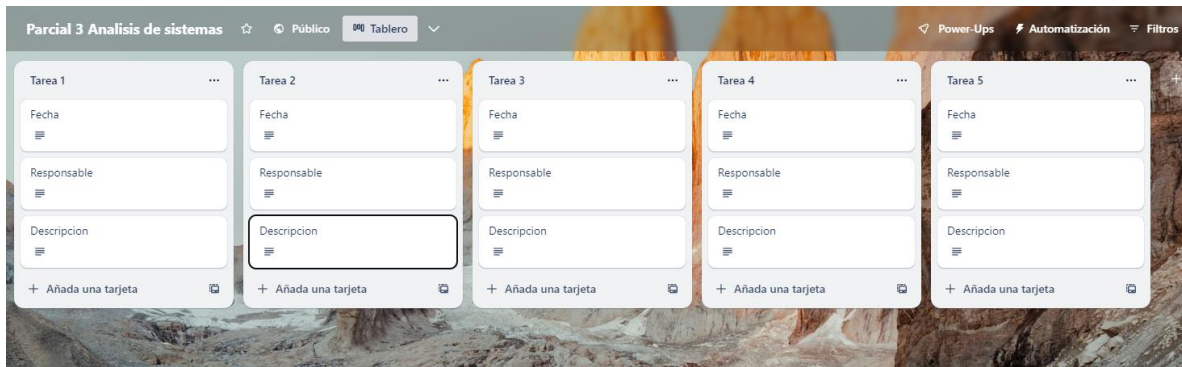 Parcial 3 Analisis de sistemas Público Tablero Power-Ups Automatización Filtros
Tarea 1
Fecha
Responsable
Descripcion
+ Añada una tarjeta
Tarea 2
Fecha
Responsable
Descripcion
+ Añada una tarjeta
Tarea 3
Fecha
Responsable
Descripcion
+ Añada una tarjeta
Tarea 4
Fecha
Responsable
Descripcion
+ Añada una tarjeta
Tarea 5
Fecha
Responsable
Descripcion
+ Añada una tarjeta